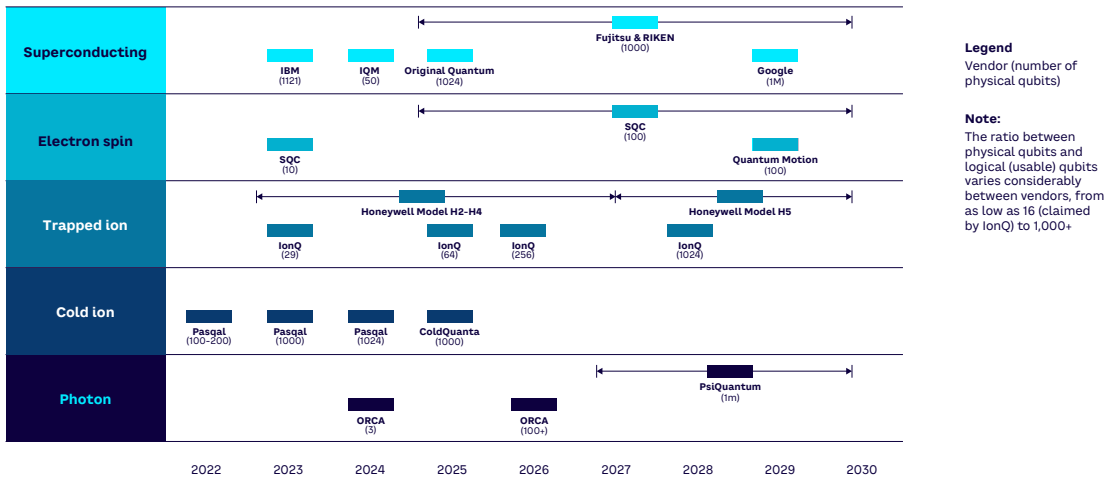 Superconducting
Fujitsu & RIKEN
(1000)
IBM
(1121)
IQM
(50)
Original Quantum
(1024)
Google
(1M)
Electron spin
SQC
(100)
SQC
(10)
Quantum Motion
(100)
Trapped ion
Honeywell Model H2-H4
Honeywell Model H5
IonQ
(29)
IonQ
(64)
IonQ
(256)
IonQ
(1024)
Cold ion
Pasqal
(100-200)
Pasqal
(1000)
Pasqal
(1024)
ColdQuanta
(1000)
Photon
PsiQuantum
(1m)
ORCA
(3)
ORCA
(100+)
2022 2023 2024 2025 2026 2027 2028 2029 2030
Legend
Vendor (number of
physical qubits)
Note:
The ratio between
physical qubits and
logical (usable) qubits
varies considerably
between vendors, from
as low as 16 (claimed
by IonQ) to 1,000+